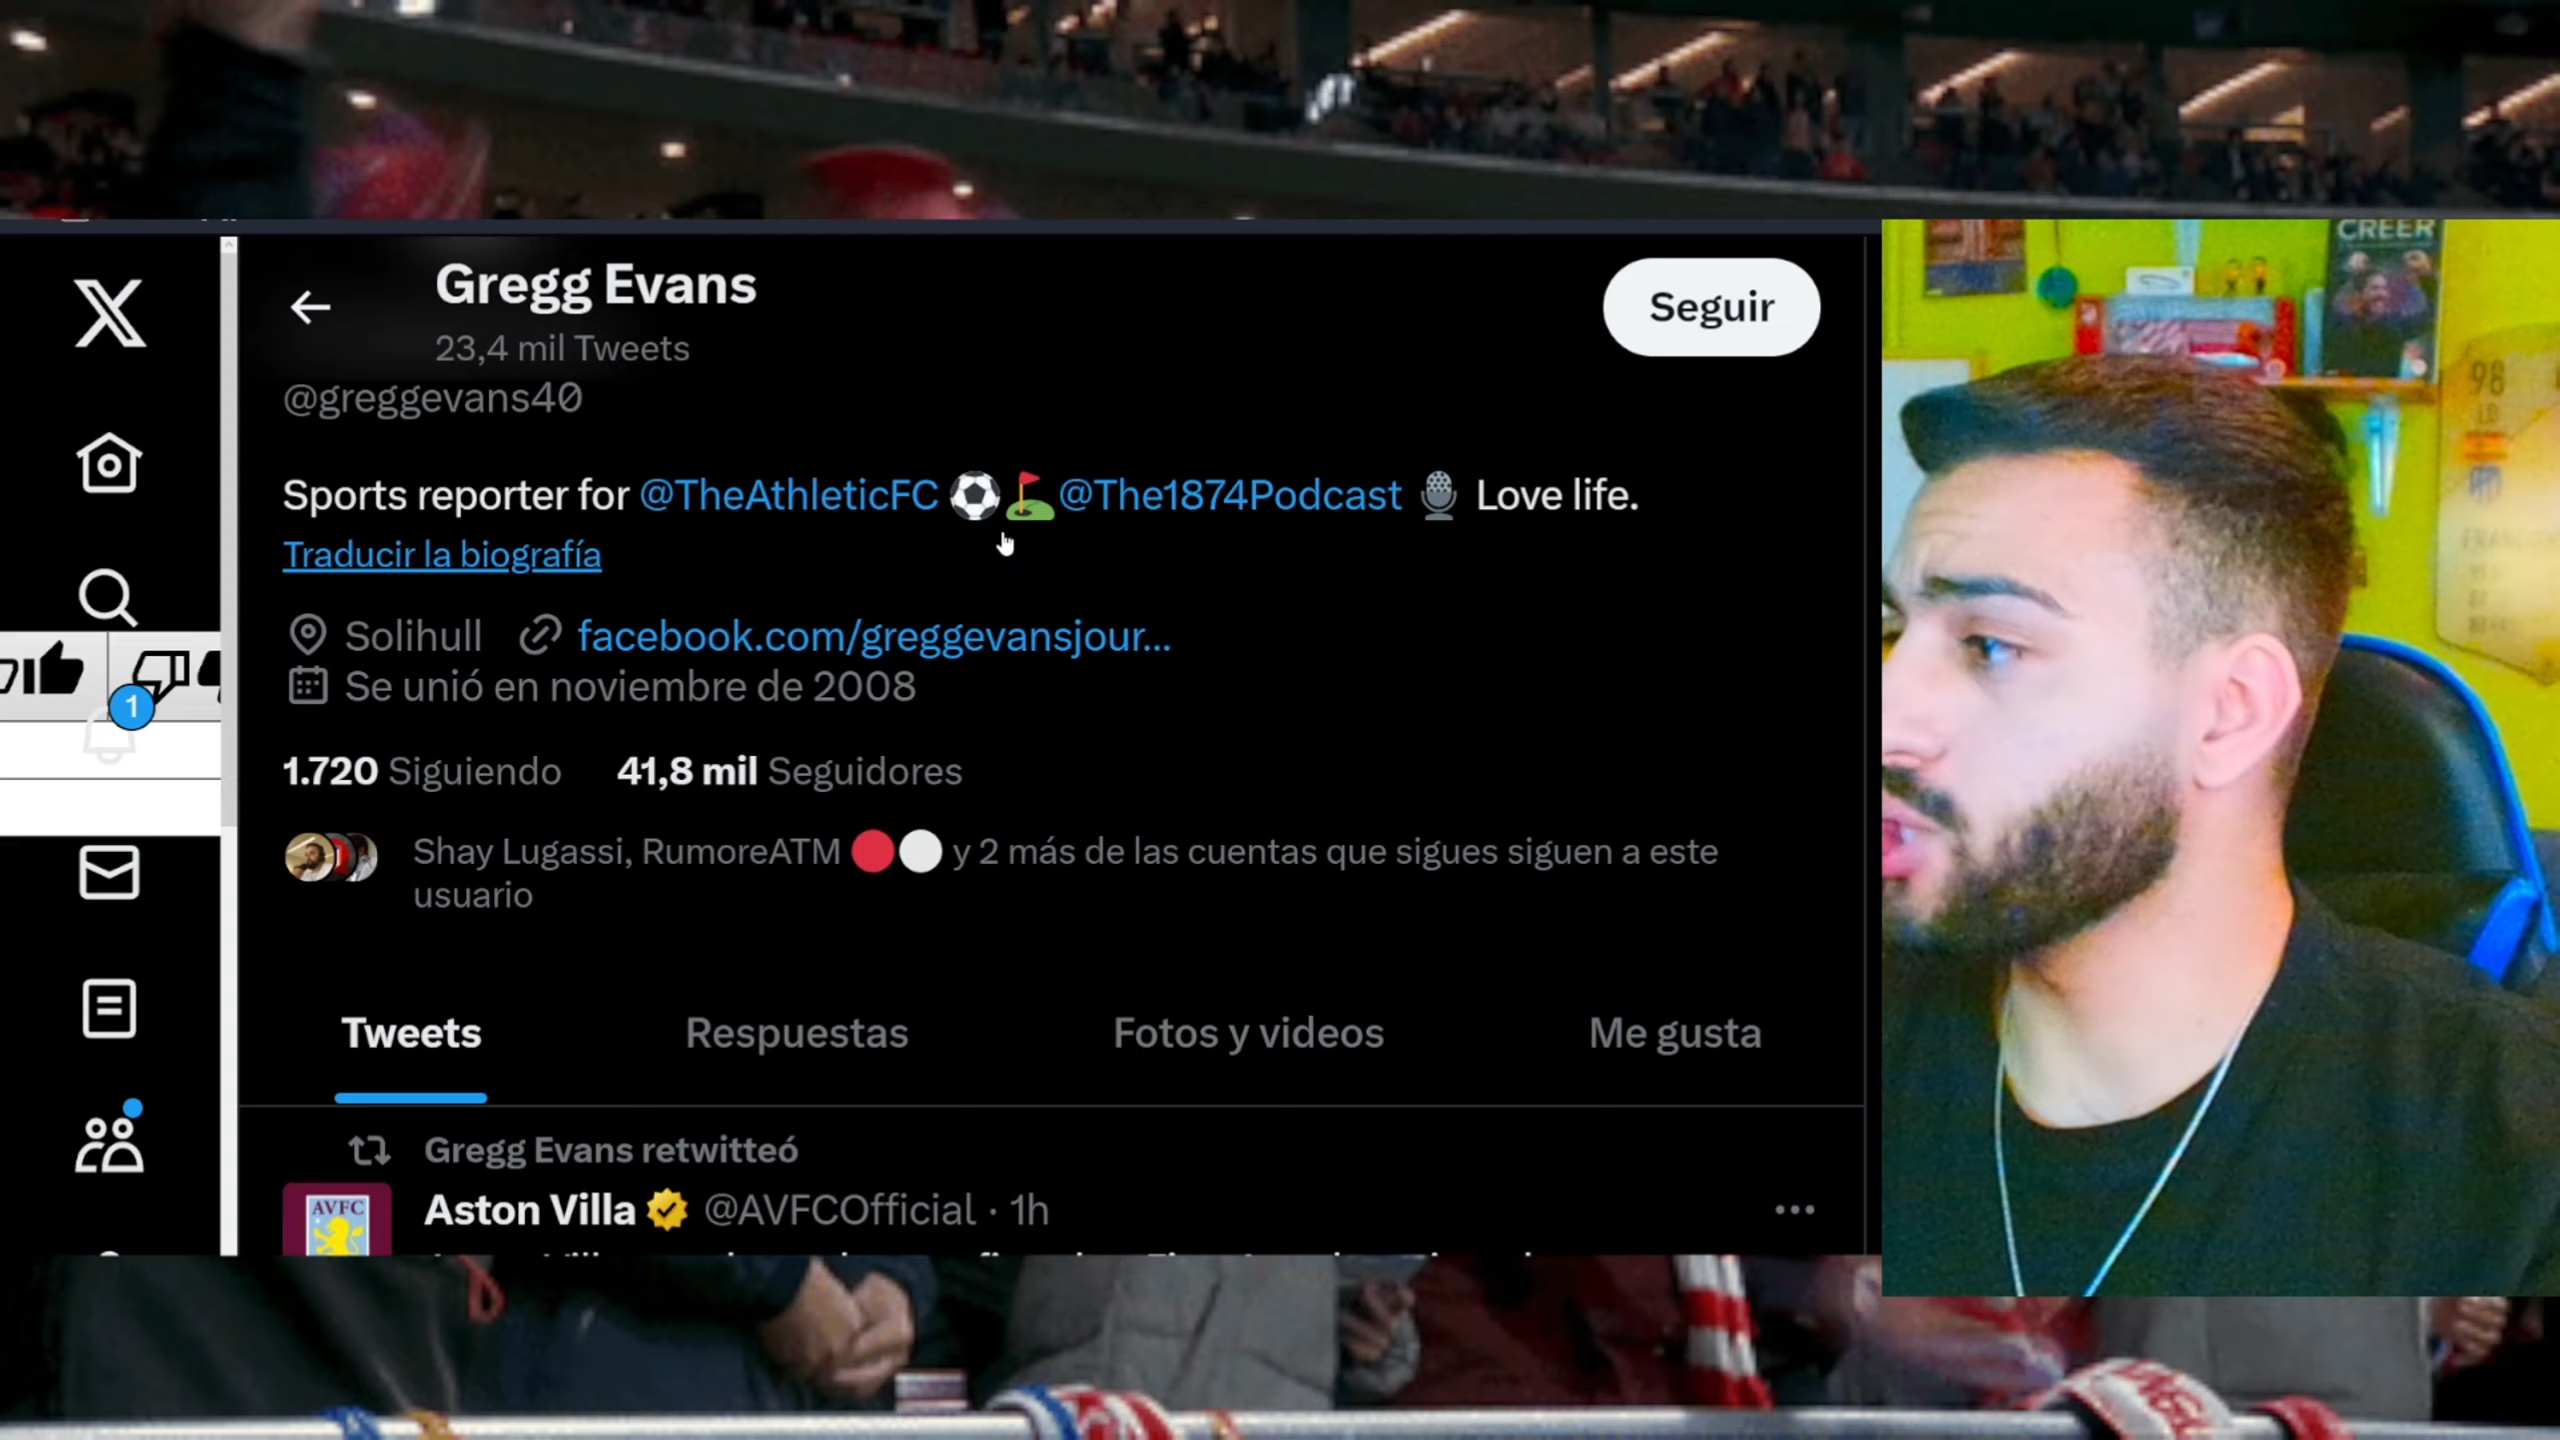 Gregg Evans
23,4 mil Tweets
Seguir
@greggevans40
Sports reporter for @TheAthleticFC ⚽⛳@The1874Podcast 🎙 Love life.
Traducir la biografía
Solihull facebook.com/greggevansjour...
Se unió en noviembre de 2008
1
1.720 Siguiendo 41,8 mil Seguidores
Shay Lugassi, RumoreATM 🔴⚪ y 2 más de las cuentas que sigues siguen a este
usuario
Tweets Respuestas Fotos y videos Me gusta
Gregg Evans retwitteó
Aston Villa @AVFCOfficial · 1h
AVFC
CREER
98